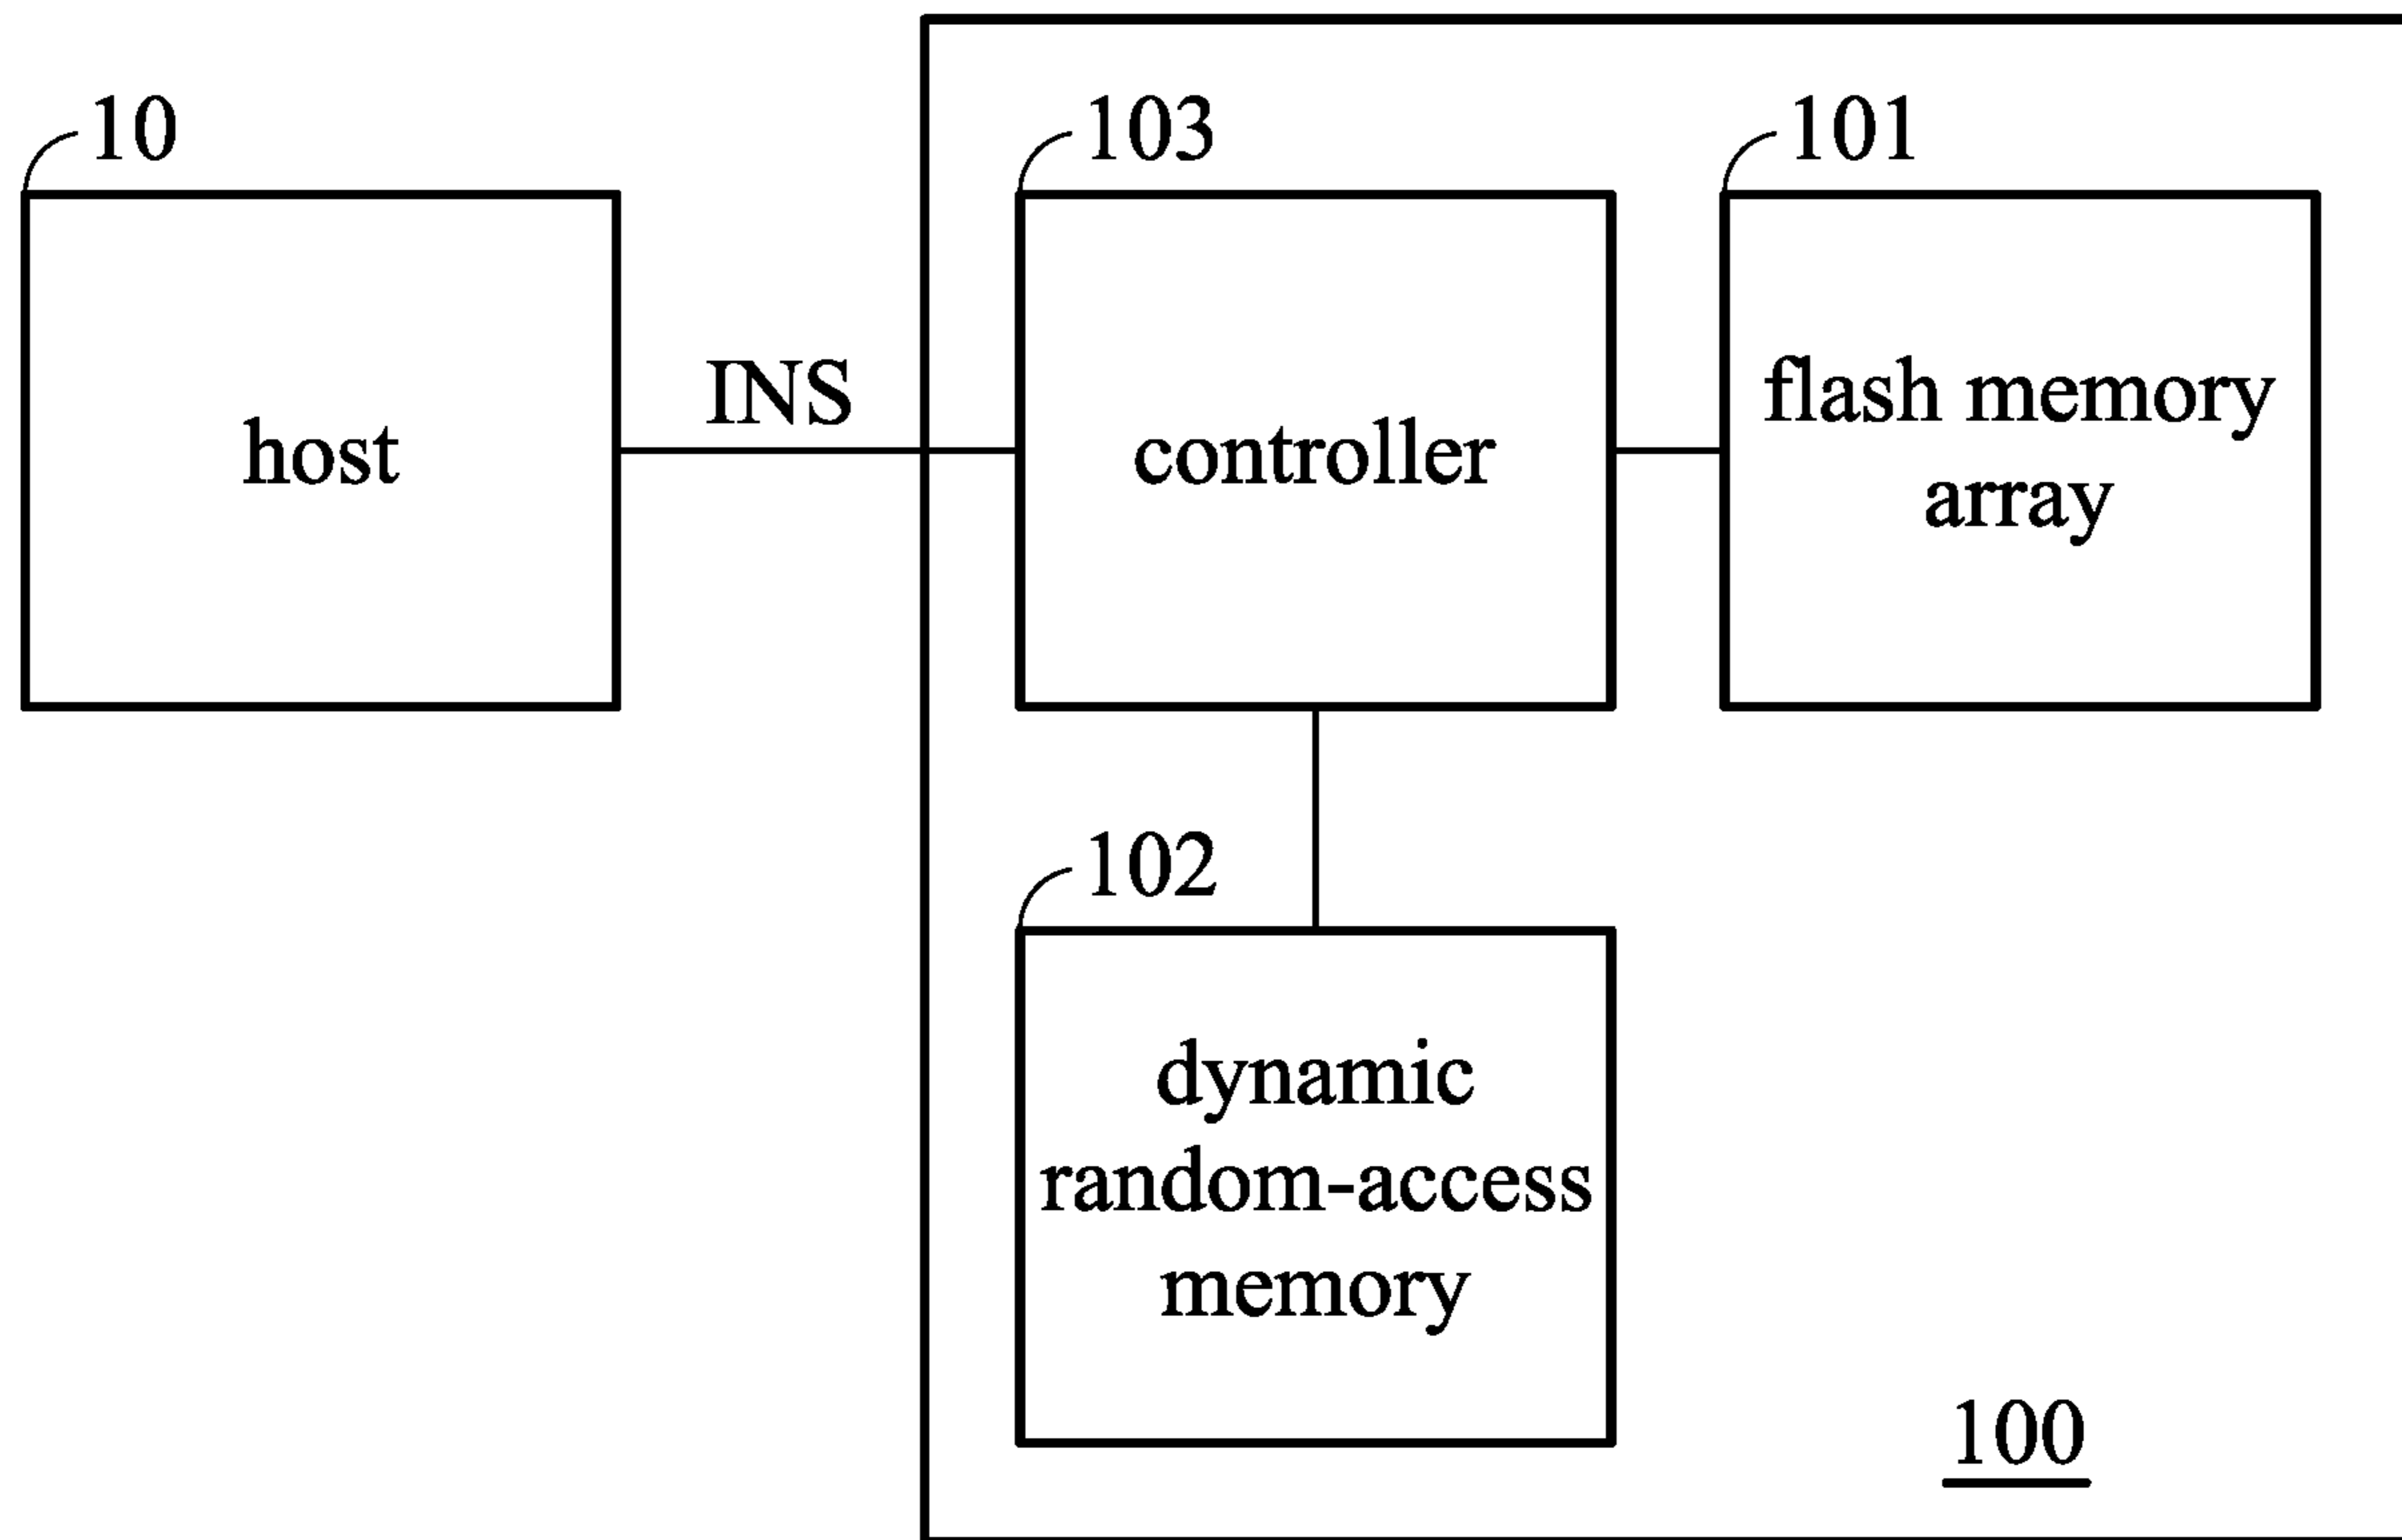 10
103
101
host
INS
controller
flash memory
array
102
dynamic
random-access
memory
100